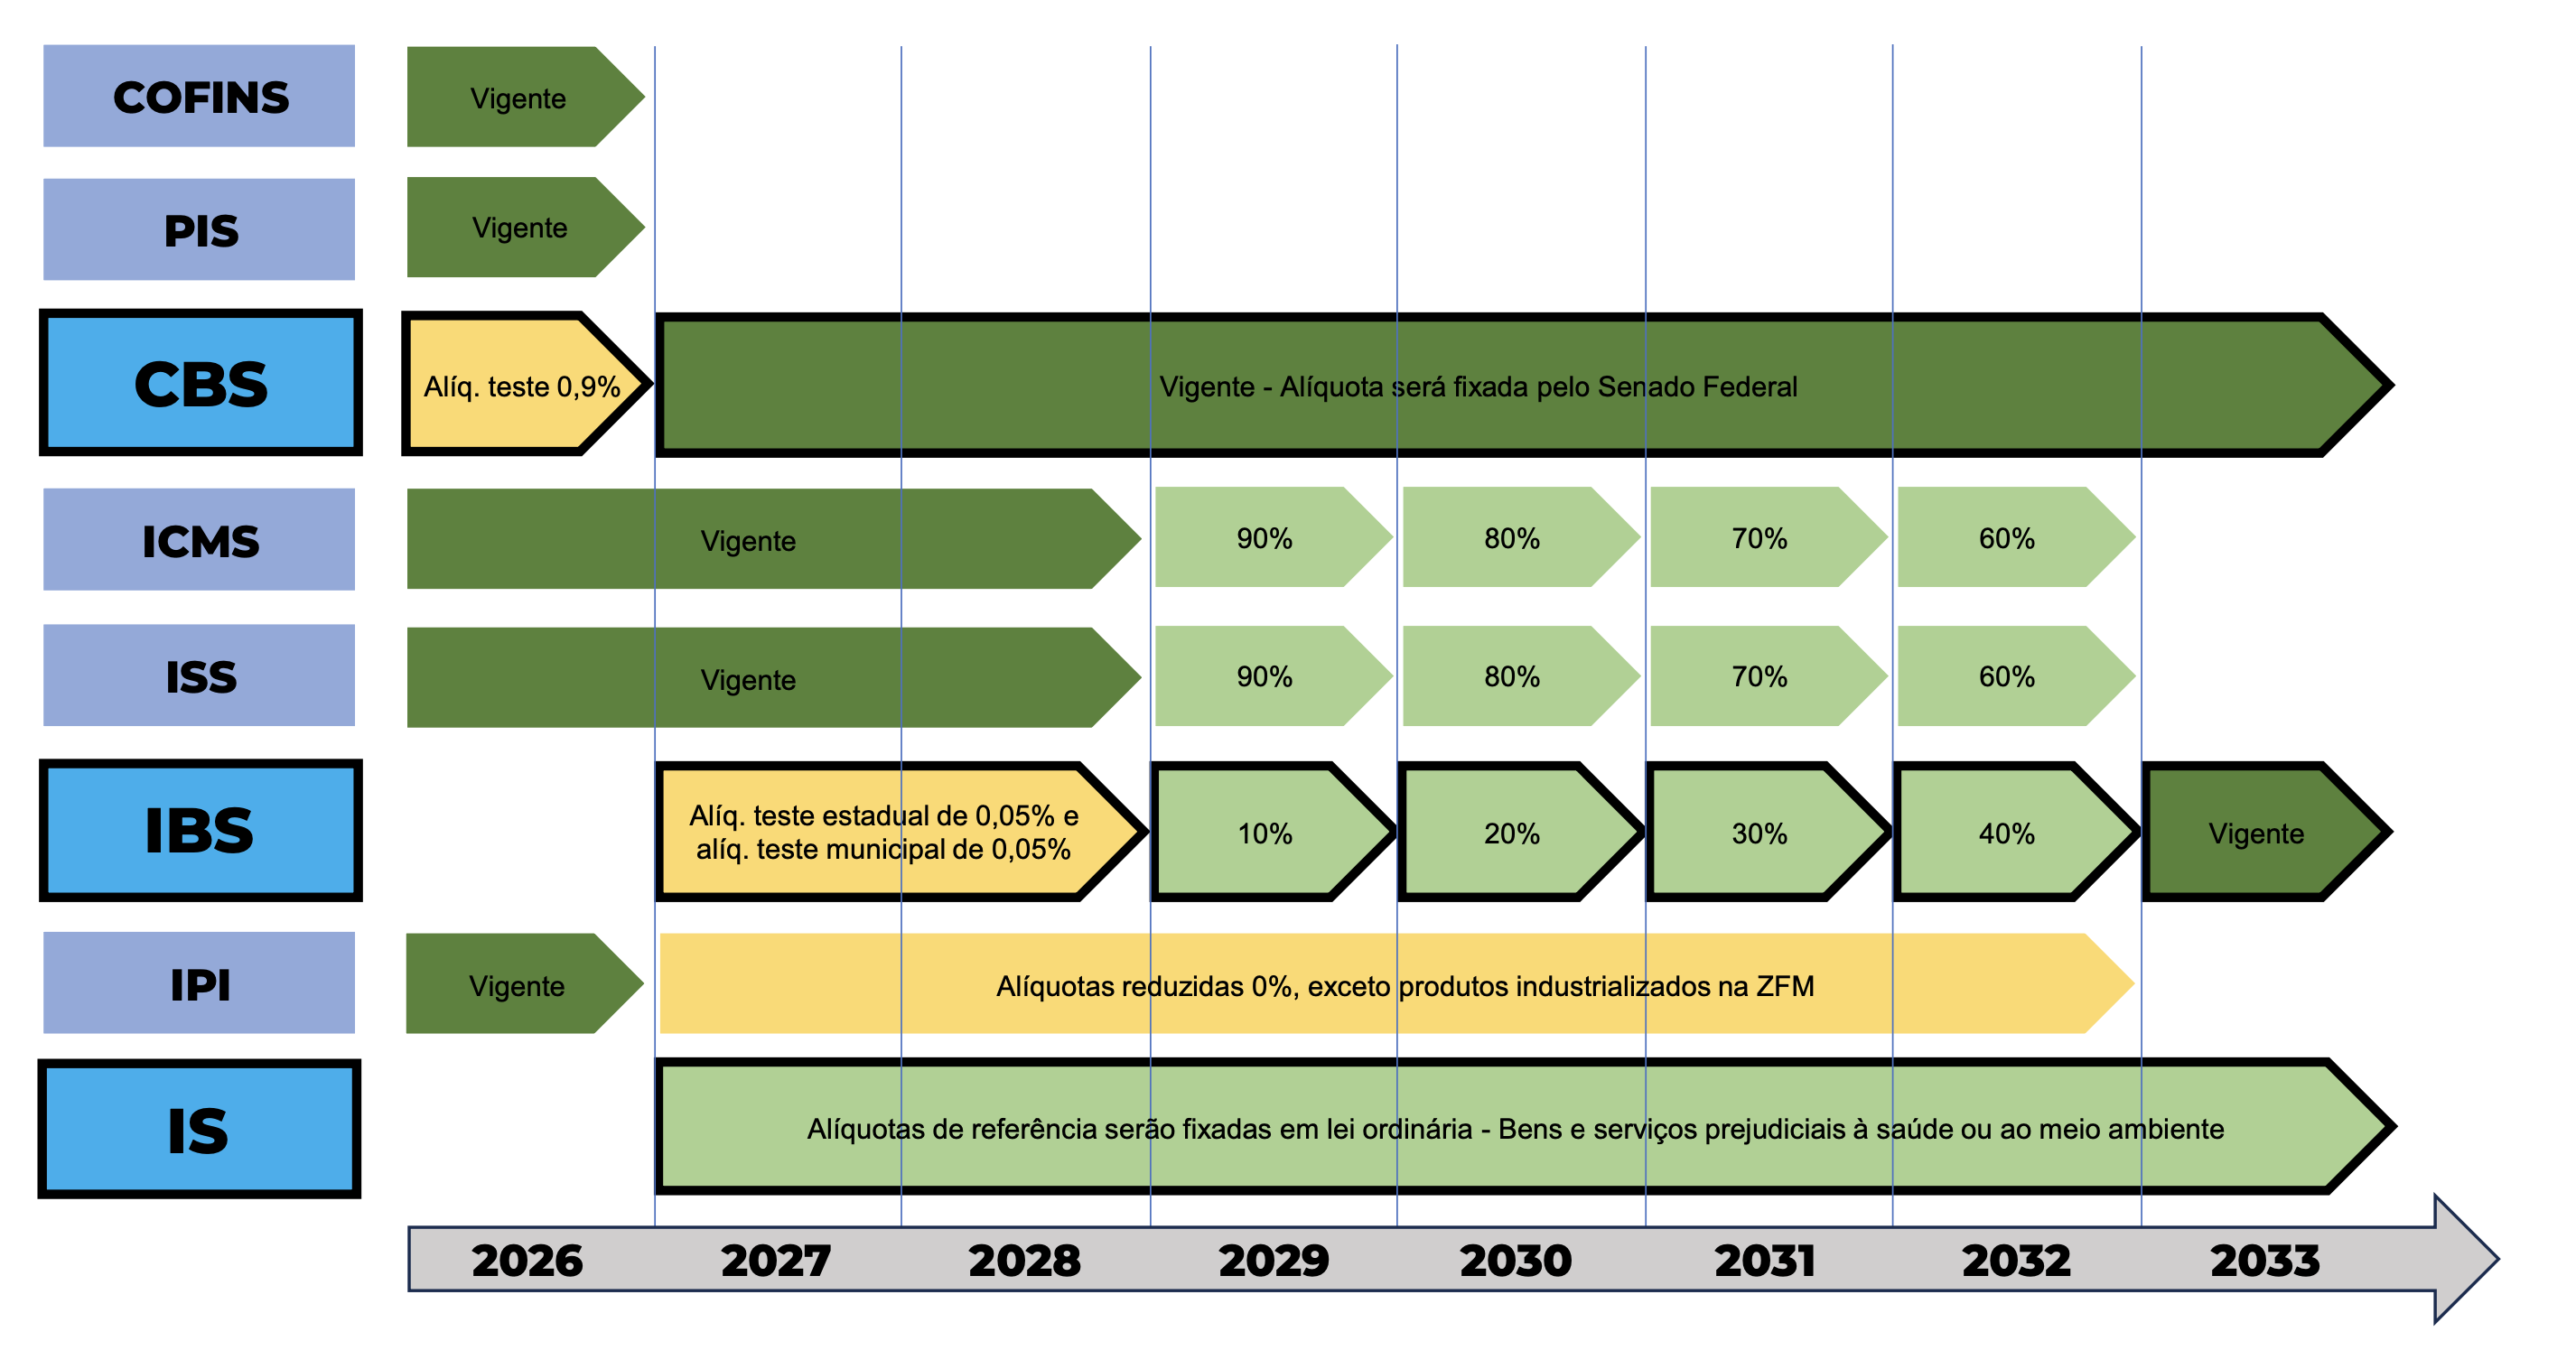 COFINS
Vigente
PIS
Vigente
CBS
Alíq. teste 0,9%
Vigente - Alíquota será fixada pelo Senado Federal
ICMS
Vigente
90%
80%
70%
60%
ISS
Vigente
90%
80%
70%
60%
IBS
Alíq. teste estadual de 0,05% e
alíq. teste municipal de 0,05%
10%
20%
30%
40%
Vigente
IPI
Vigente
Alíquotas reduzidas 0%, exceto produtos industrializados na ZFM
IS
Alíquotas de referência serão fixadas em lei ordinária - Bens e serviços prejudiciais à saúde ou ao meio ambiente
2026
2027
2028
2029
2030
2031
2032
2033